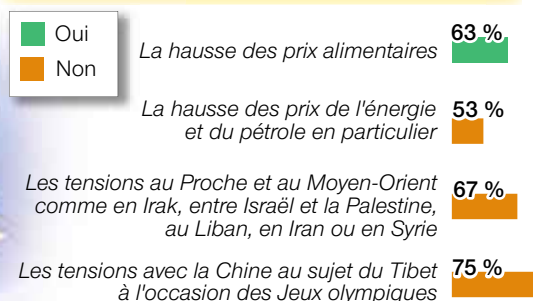 Oui
Non
La hausse des prix alimentaires
63 %
La hausse des prix de l'énergie
et du pétrole en particulier
53 %
Les tensions au Proche et au Moyen-Orient
comme en Irak, entre Israël et la Palestine,
au Liban, en Iran ou en Syrie
67 %
Les tensions avec la Chine au sujet du Tibet
à l'occasion des Jeux olympiques
75 %